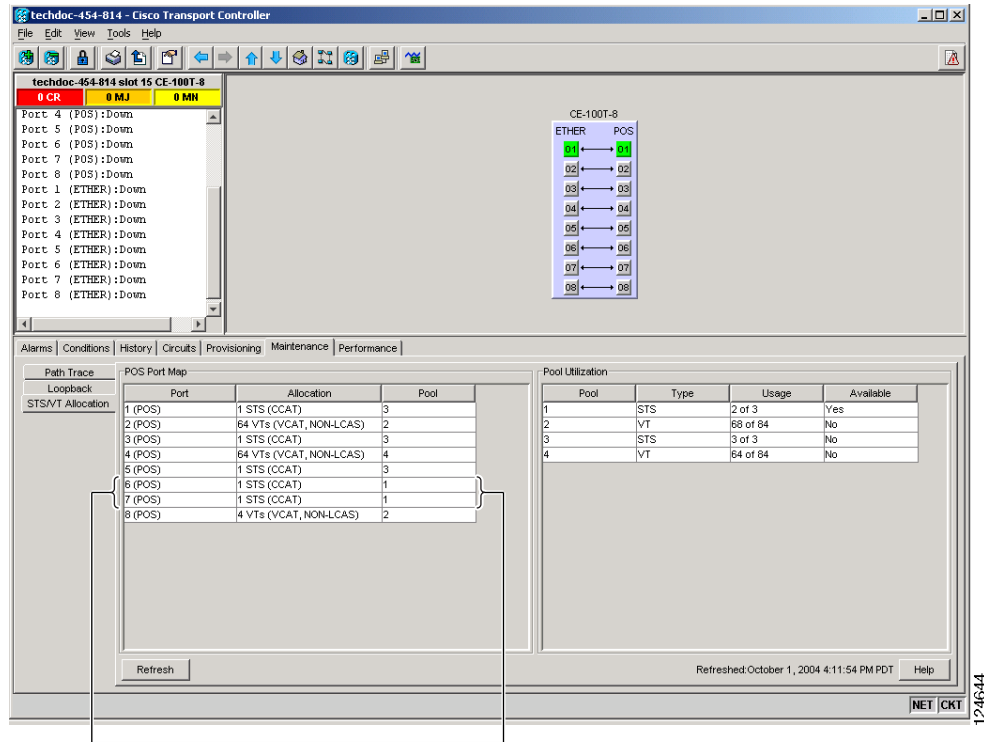 techdoc-454-814 - Cisco Transport Controller
File Edit View Tools Help
techdoc-454-814 slot 15 CE-100T-8
0 CR 0 MJ 0 MN
Port 4 (POS):Down
Port 5 (POS):Down
Port 6 (POS):Down
Port 7 (POS):Down
Port 8 (POS):Down
Port 1 (ETHER):Down
Port 2 (ETHER):Down
Port 3 (ETHER):Down
Port 4 (ETHER):Down
Port 5 (ETHER):Down
Port 6 (ETHER):Down
Port 7 (ETHER):Down
Port 8 (ETHER):Down
CE-100T-8
ETHER POS
01 01
02 02
03 03
04 04
05 05
06 06
07 07
08 08
Alarms Conditions History Circuits Provisioning Maintenance Performance
Path Trace
Loopback
STS/VT Allocation
POS Port Map
Port Allocation Pool
1 (POS) 1 STS (CCAT) 3
2 (POS) 64 VTs (VCAT, NON-LCAS) 2
3 (POS) 1 STS (CCAT) 3
4 (POS) 64 VTs (VCAT, NON-LCAS) 4
5 (POS) 1 STS (CCAT) 3
6 (POS) 1 STS (CCAT) 1
7 (POS) 1 STS (CCAT) 1
8 (POS) 4 VTs (VCAT, NON-LCAS) 2
Pool Utilization
Pool Type Usage Available
1 STS 2 of 3 Yes
2 VT 68 of 84 No
3 STS 3 of 3 No
4 VT 64 of 84 No
Refresh
Refreshed:October 1, 2004 4:11:54 PM PDT
Help
NET CKT
124644